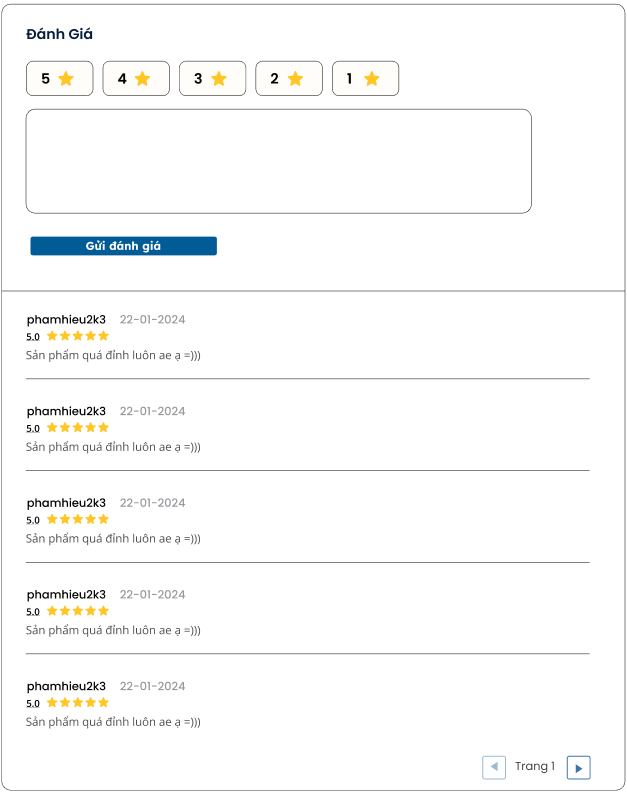 Đánh Giá
5 4 3 2 1
Gửi đánh giá
phamhieu2k3 22-01-2024
5.0
Sản phẩm quá đỉnh luôn ae ạ =)))
phamhieu2k3 22-01-2024
5.0
Sản phẩm quá đỉnh luôn ae ạ =)))
phamhieu2k3 22-01-2024
5.0
Sản phẩm quá đỉnh luôn ae ạ =)))
phamhieu2k3 22-01-2024
5.0
Sản phẩm quá đỉnh luôn ae ạ =)))
phamhieu2k3 22-01-2024
5.0
Sản phẩm quá đỉnh luôn ae ạ =)))
Trang 1